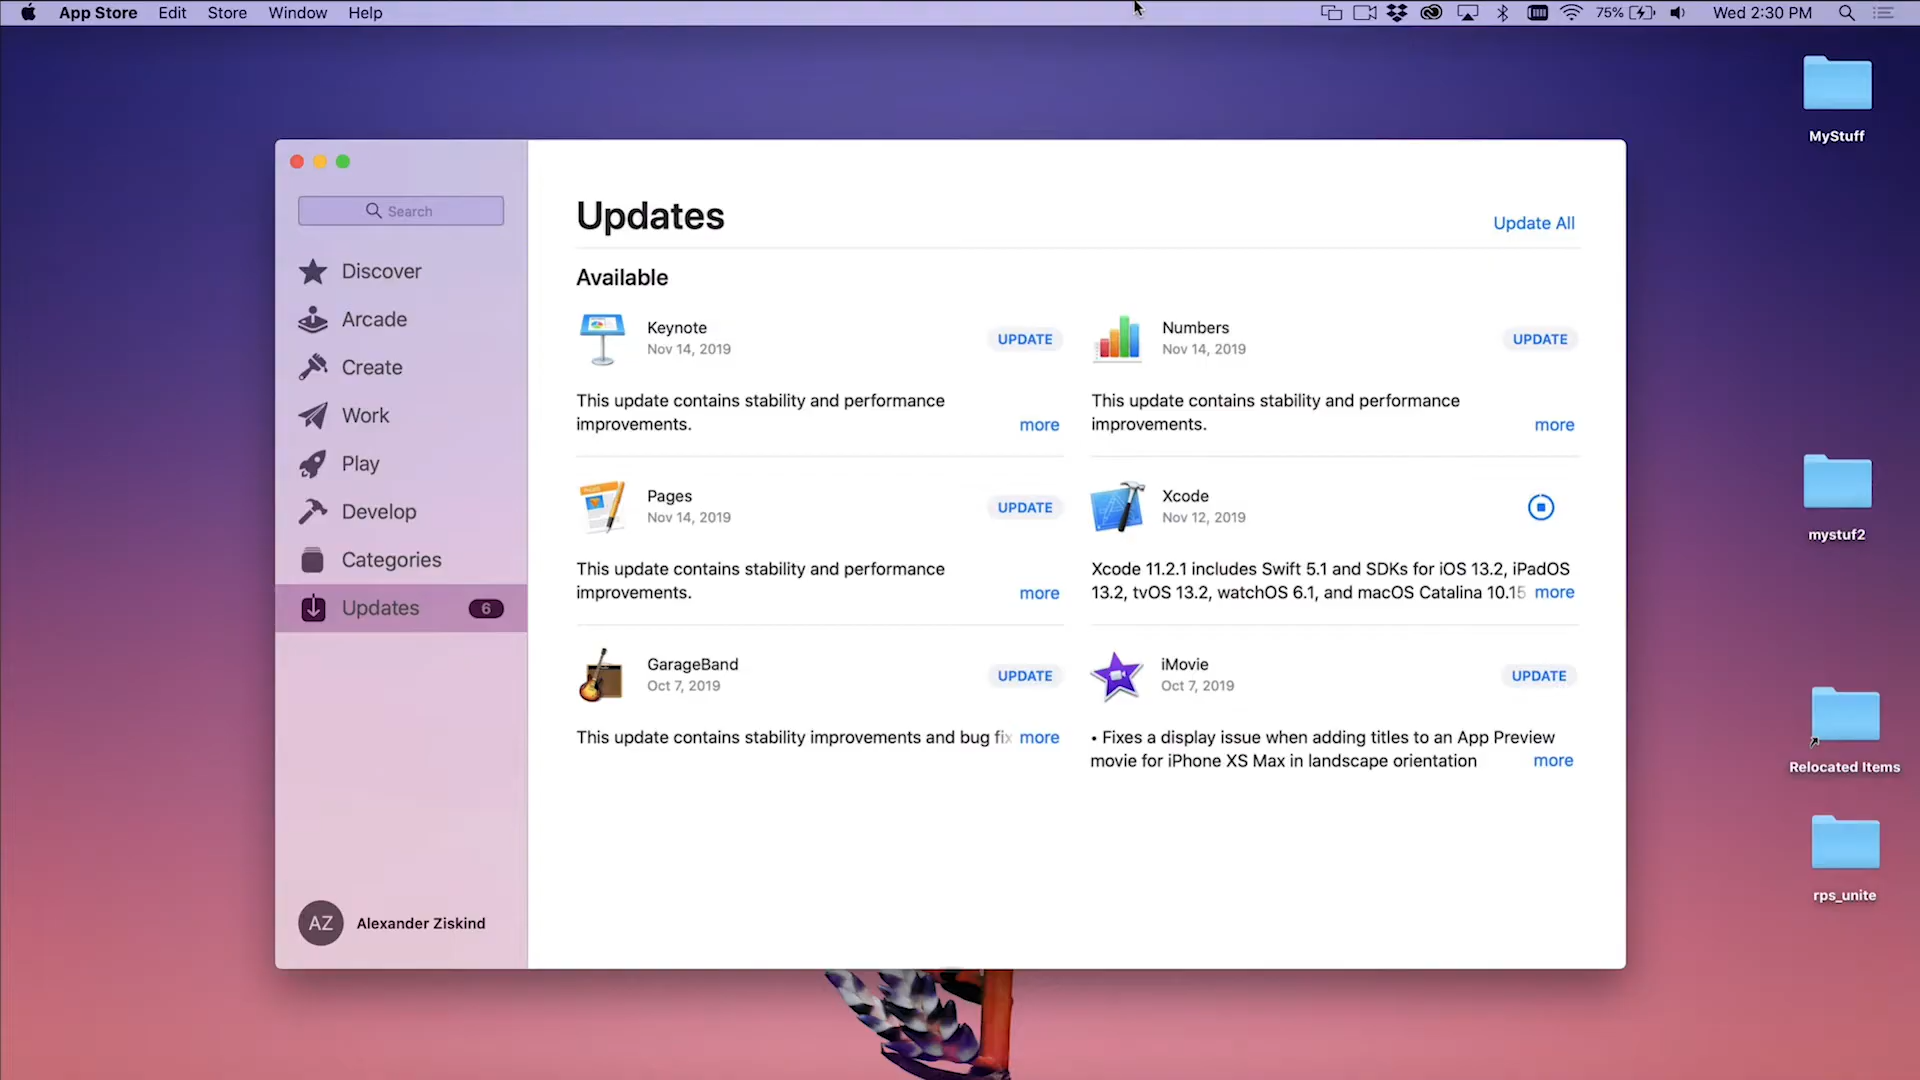 App Store Edit Store Window Help
75% Wed 2:30 PM
MyStuff
mystuf2
Relocated Items
rps_unite
Search
Discover
Arcade
Create
Work
Play
Develop
Categories
Updates 6
AZ Alexander Ziskind
Updates
Update All
Available
Keynote
Nov 14, 2019
UPDATE
This update contains stability and performance
improvements. more
Numbers
Nov 14, 2019
UPDATE
This update contains stability and performance
improvements. more
Pages
Nov 14, 2019
UPDATE
This update contains stability and performance
improvements. more
Xcode
Nov 12, 2019
Xcode 11.2.1 includes Swift 5.1 and SDKs for iOS 13.2, iPadOS
13.2, tvOS 13.2, watchOS 6.1, and macOS Catalina 10.15 more
GarageBand
Oct 7, 2019
UPDATE
This update contains stability improvements and bug fix more
iMovie
Oct 7, 2019
UPDATE
• Fixes a display issue when adding titles to an App Preview
movie for iPhone XS Max in landscape orientation more